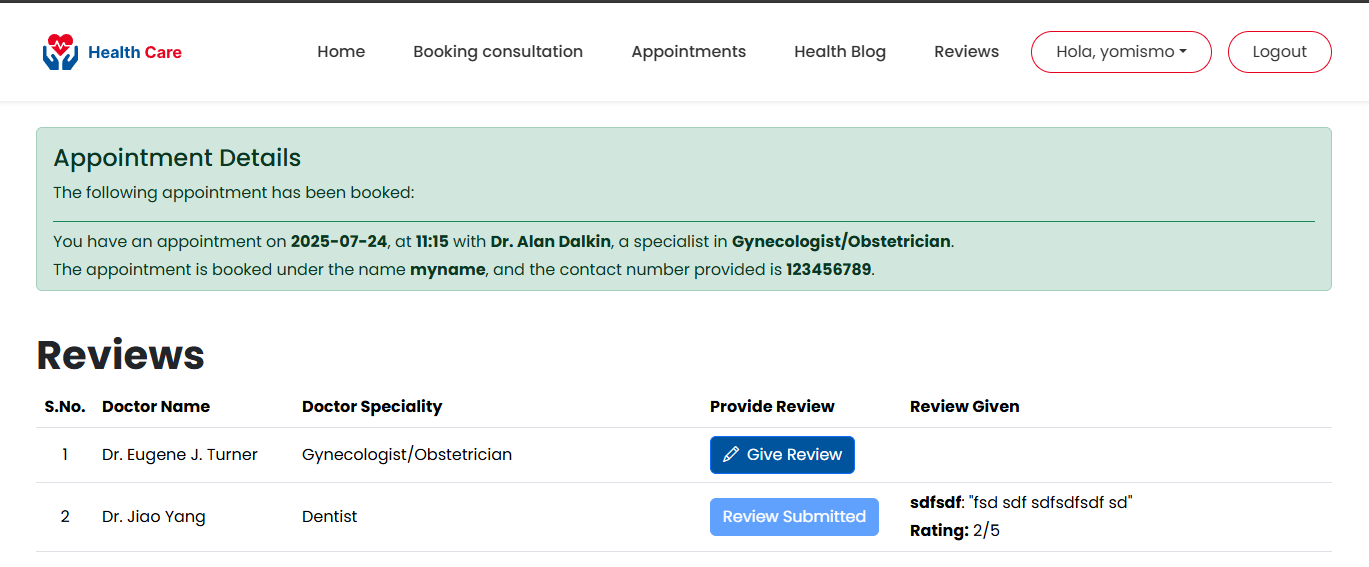 Health Care Home Booking consultation Appointments Health Blog Reviews Hola, yomismo Logout
Appointment Details
The following appointment has been booked:
You have an appointment on 2025-07-24, at 11:15 with Dr. Alan Dalkin, a specialist in Gynecologist/Obstetrician.
The appointment is booked under the name myname, and the contact number provided is 123456789.
Reviews
S.No. Doctor Name Doctor Speciality Provide Review Review Given
1 Dr. Eugene J. Turner Gynecologist/Obstetrician Give Review
2 Dr. Jiao Yang Dentist Review Submitted sdfsdf: "fsd sdf sdfsdfsdf sd"
Rating: 2/5